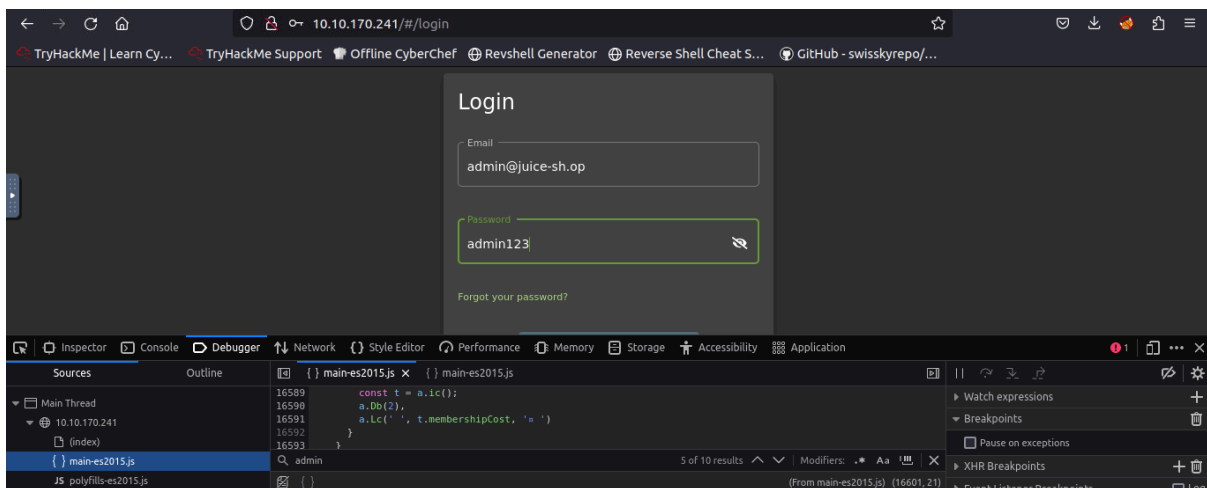 10.10.170.241/#/login
TryHackMe | Learn Cy... TryHackMe Support Offline CyberChef Revshell Generator Reverse Shell Cheat S... GitHub - swisskyrepo/...
Login
Email
admin@juice-sh.op
Password
admin123
Forgot your password?
Inspector Console Debugger Network {} Style Editor Performance Memory Storage Accessibility Application 1
Sources Outline { } main-es2015.js { } main-es2015.js
Main Thread
10.10.170.241
(index)
{ } main-es2015.js
JS polyfills-es2015.js
16589 const t = a.ic();
16590 a.Db(2),
16591 a.Lc(' ', t.membershipCost, '¤ ')
16592 }
16593 }
admin 5 of 10 results Modifiers: .* Aa
{ } (From main-es2015.js) (16601, 21)
Watch expressions
Breakpoints
Pause on exceptions
XHR Breakpoints